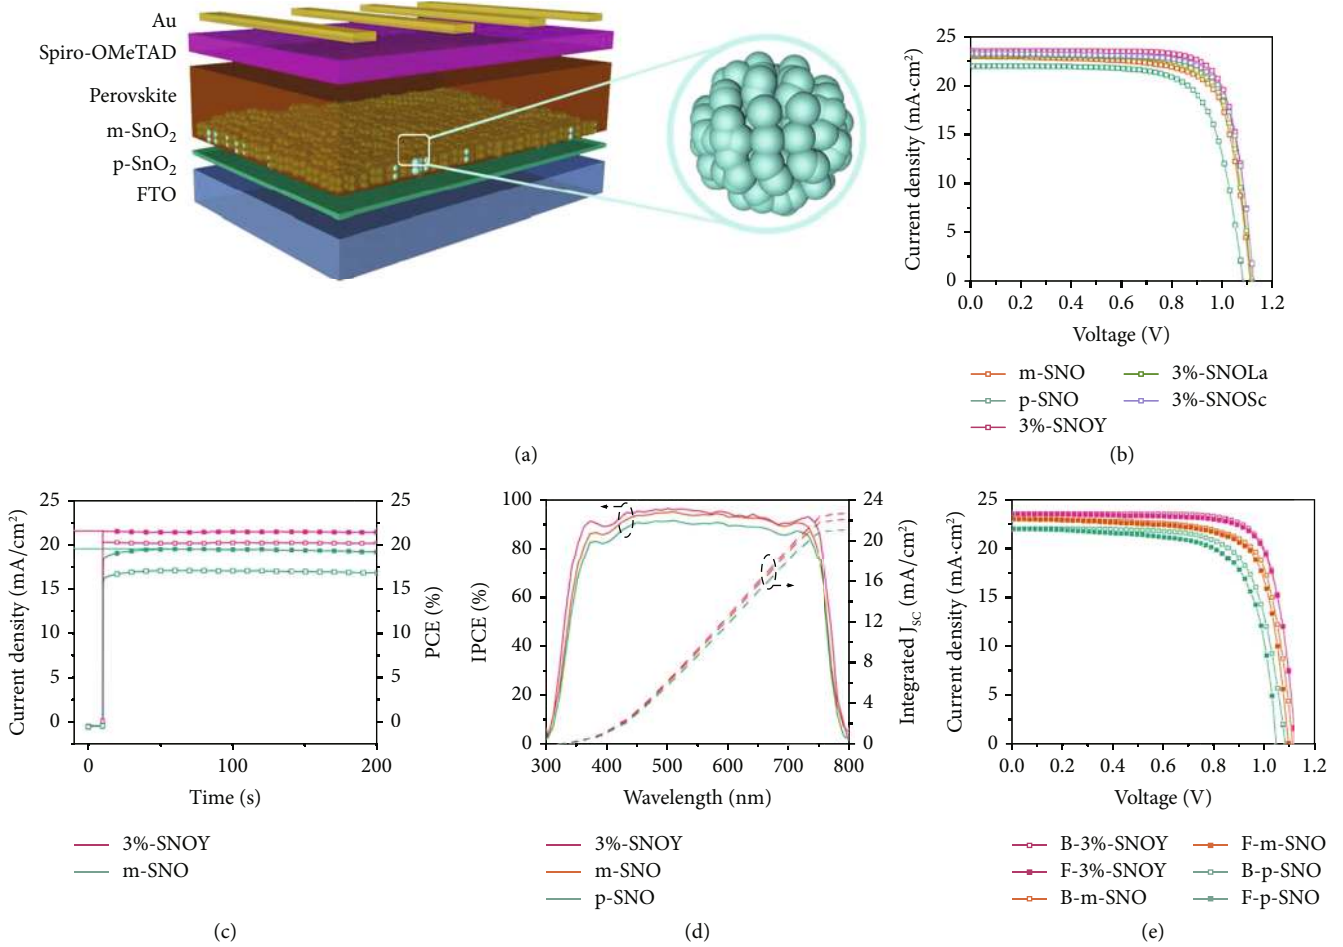 Au
Spiro-OMeTAD
Perovskite
m-SnO₂
p-SnO₂
FTO
(a)
25
20
15
10
5
0
Current density (mA·cm²)
0.0 0.2 0.4 0.6 0.8 1.0 1.2
Voltage (V)
m-SNO 3%-SNOLa
p-SNO 3%-SNOSc
3%-SNOY
(b)
25
20
15
10
5
0
Current density (mA/cm²)
25
20
15
10
5
0
PCE (%)
0 100 200
Time (s)
3%-SNOY
m-SNO
(c)
100
80
60
40
20
0
IPCE (%)
24
20
16
12
8
4
0
Integrated J_SC (mA/cm²)
300 400 500 600 700 800
Wavelength (nm)
3%-SNOY
m-SNO
p-SNO
(d)
25
20
15
10
5
0
Current density (mA·cm²)
0.0 0.2 0.4 0.6 0.8 1.0 1.2
Voltage (V)
B-3%-SNOY F-m-SNO
F-3%-SNOY B-p-SNO
B-m-SNO F-p-SNO
(e)